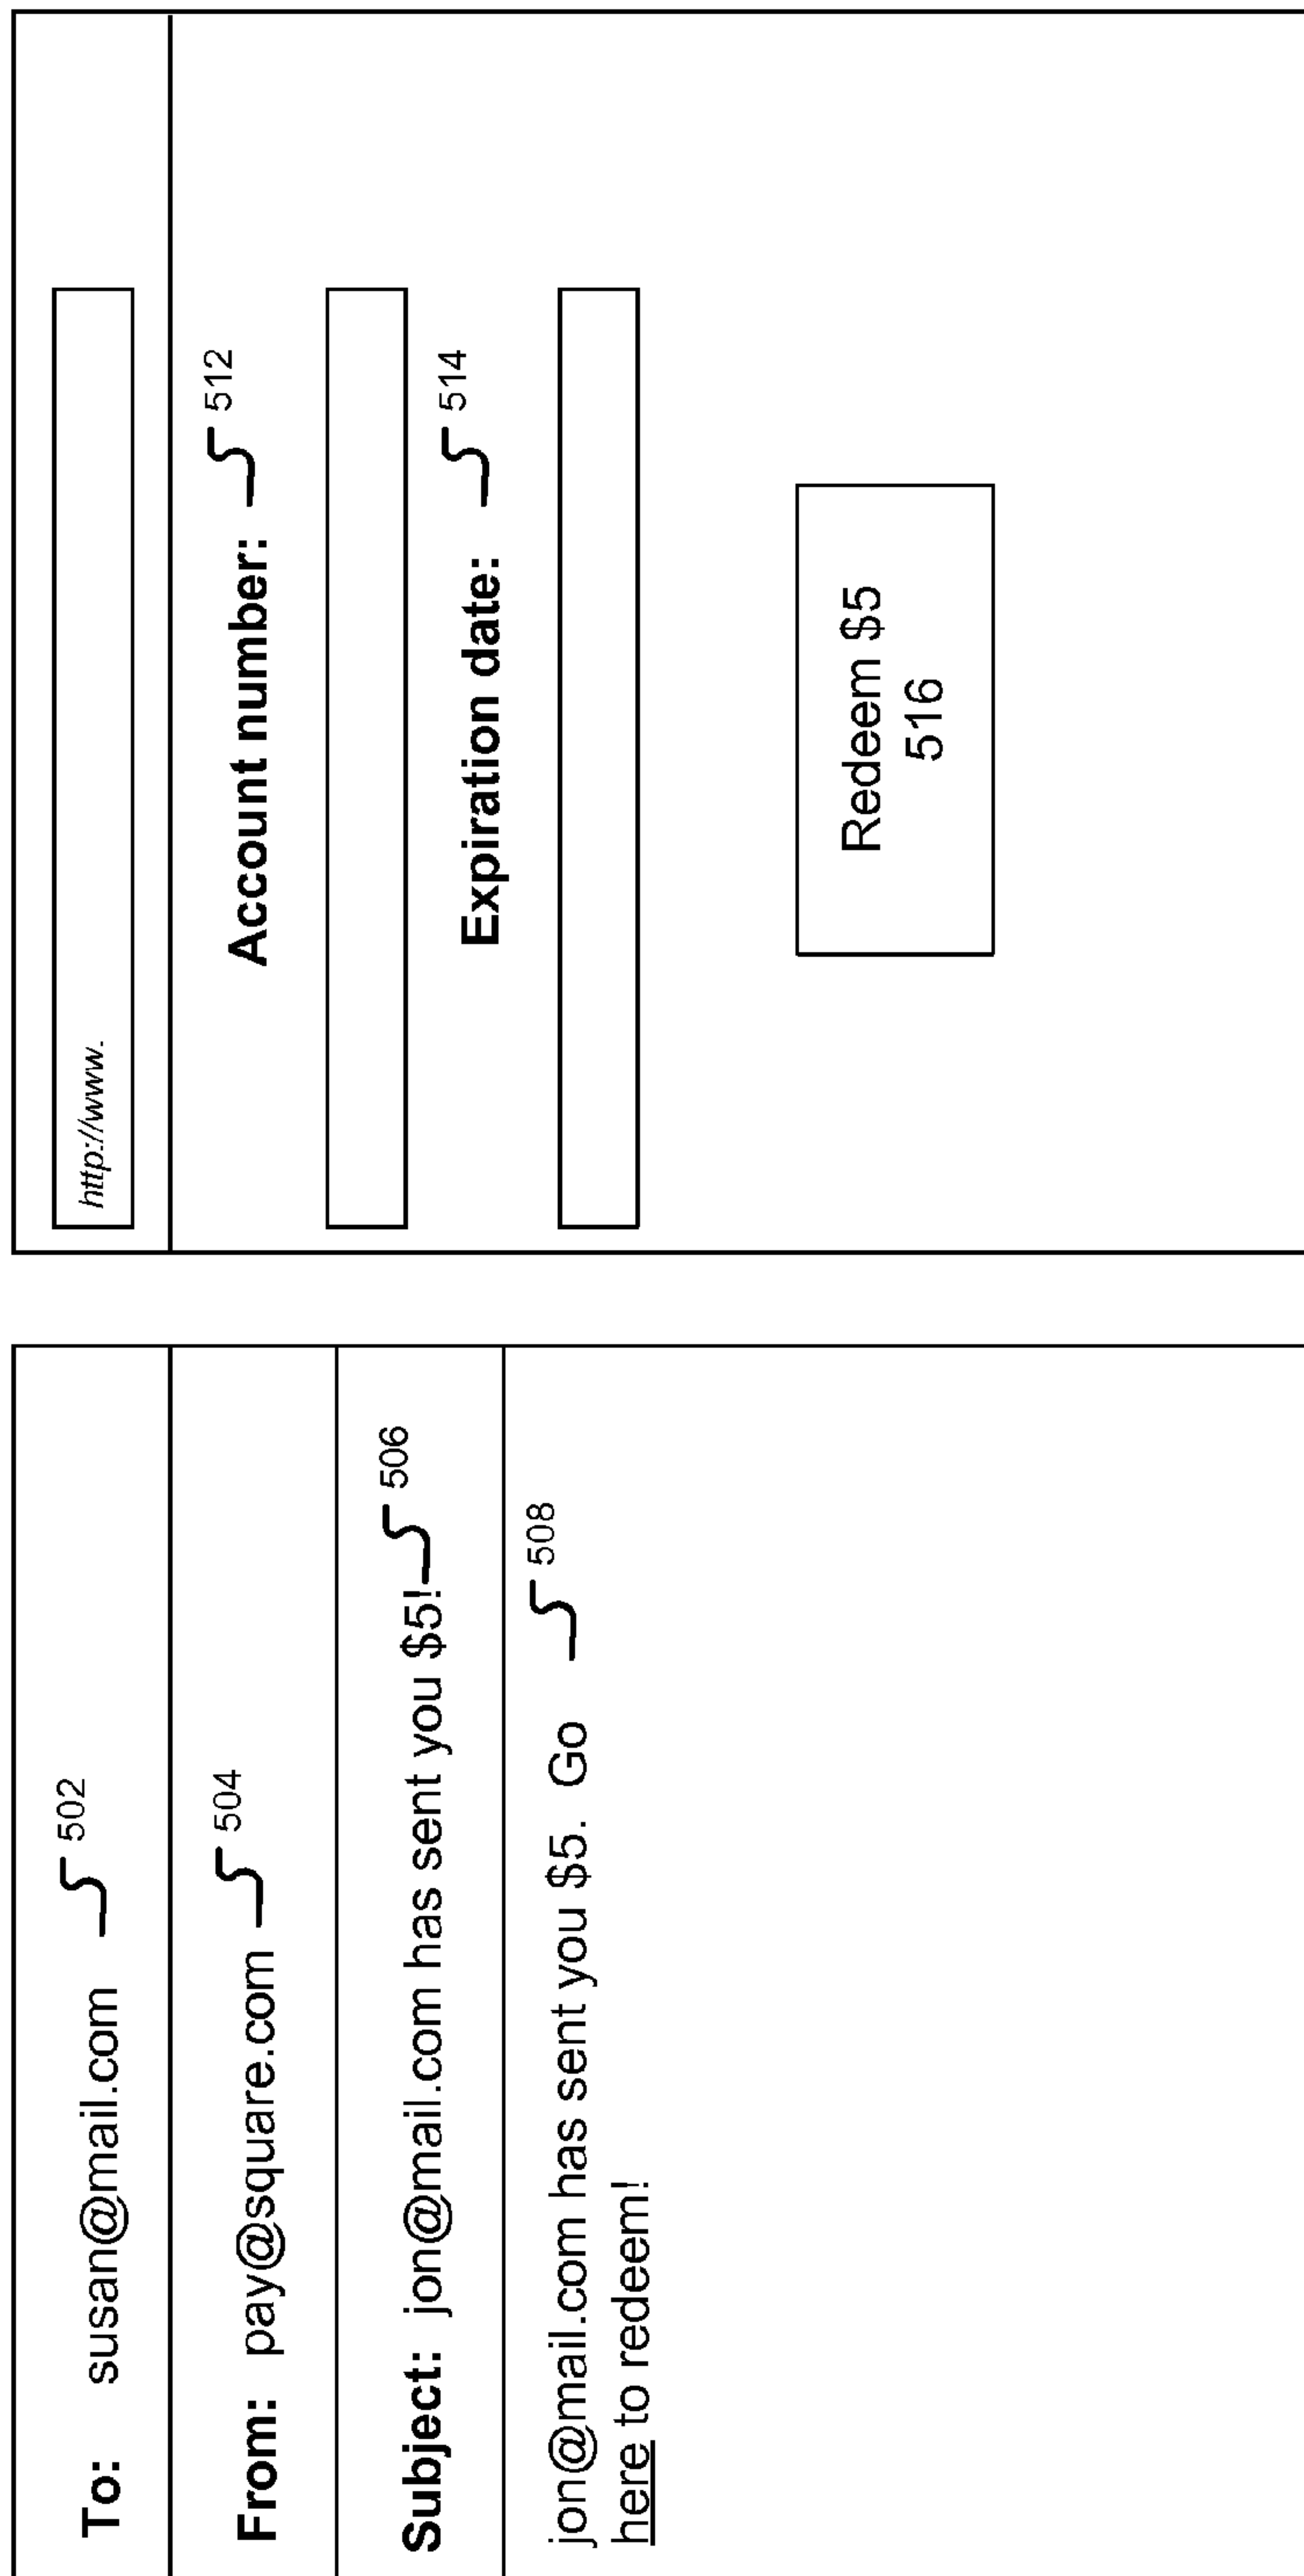 To: susan@mail.com 502
From: pay@square.com 504
Subject: jon@mail.com has sent you $5! 506
jon@mail.com has sent you $5. Go 508
here to redeem!
http://www.
Account number: 512
Expiration date: 514
Redeem $5
516